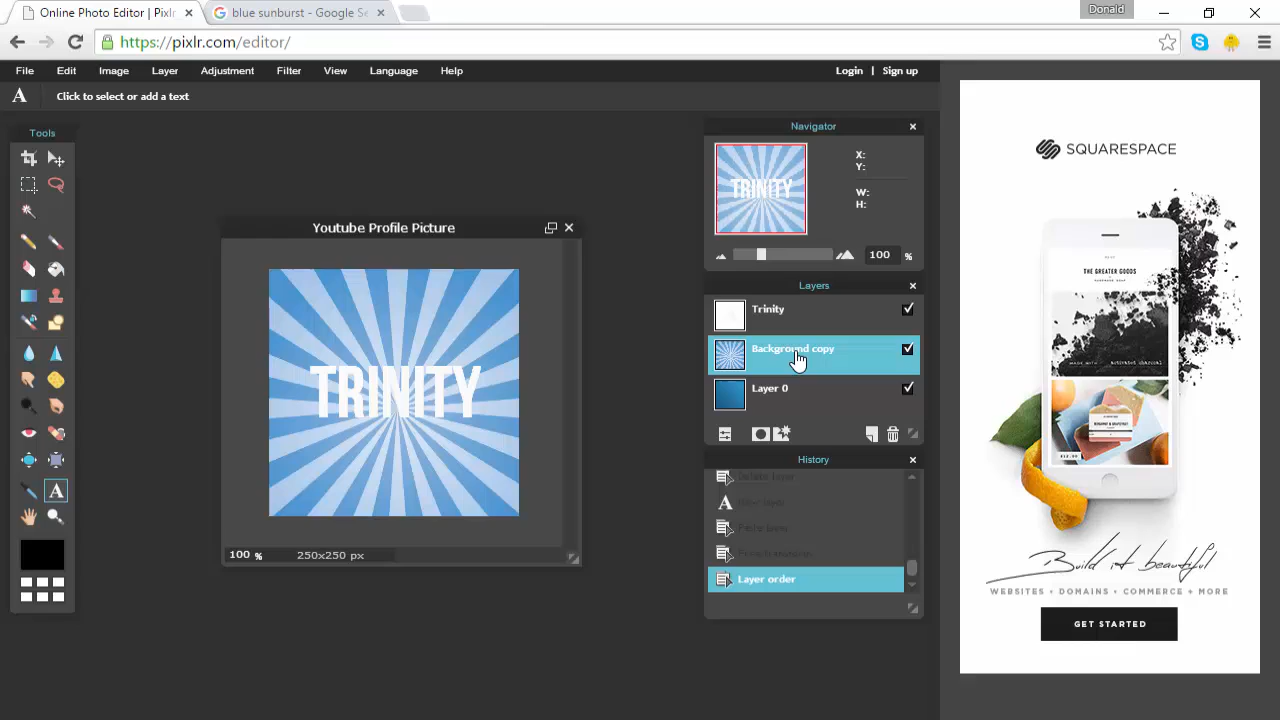 Donald
Online Photo Editor | Pixlr
blue sunburst - Google Se
https://pixlr.com/editor/
File Edit Image Layer Adjustment Filter View Language Help Login | Sign up
A Click to select or add a text
Tools
Navigator
X:
Y:
W:
H:
100 %
TRINITY
Youtube Profile Picture
TRINITY
100 % 250x250 px
Layers
Trinity
Background copy
Layer 0
History
Delete layer
Layer order
SQUARESPACE
THE GREATER GOODS
Build it beautiful
WEBSITES • DOMAINS • COMMERCE • MORE
GET STARTED